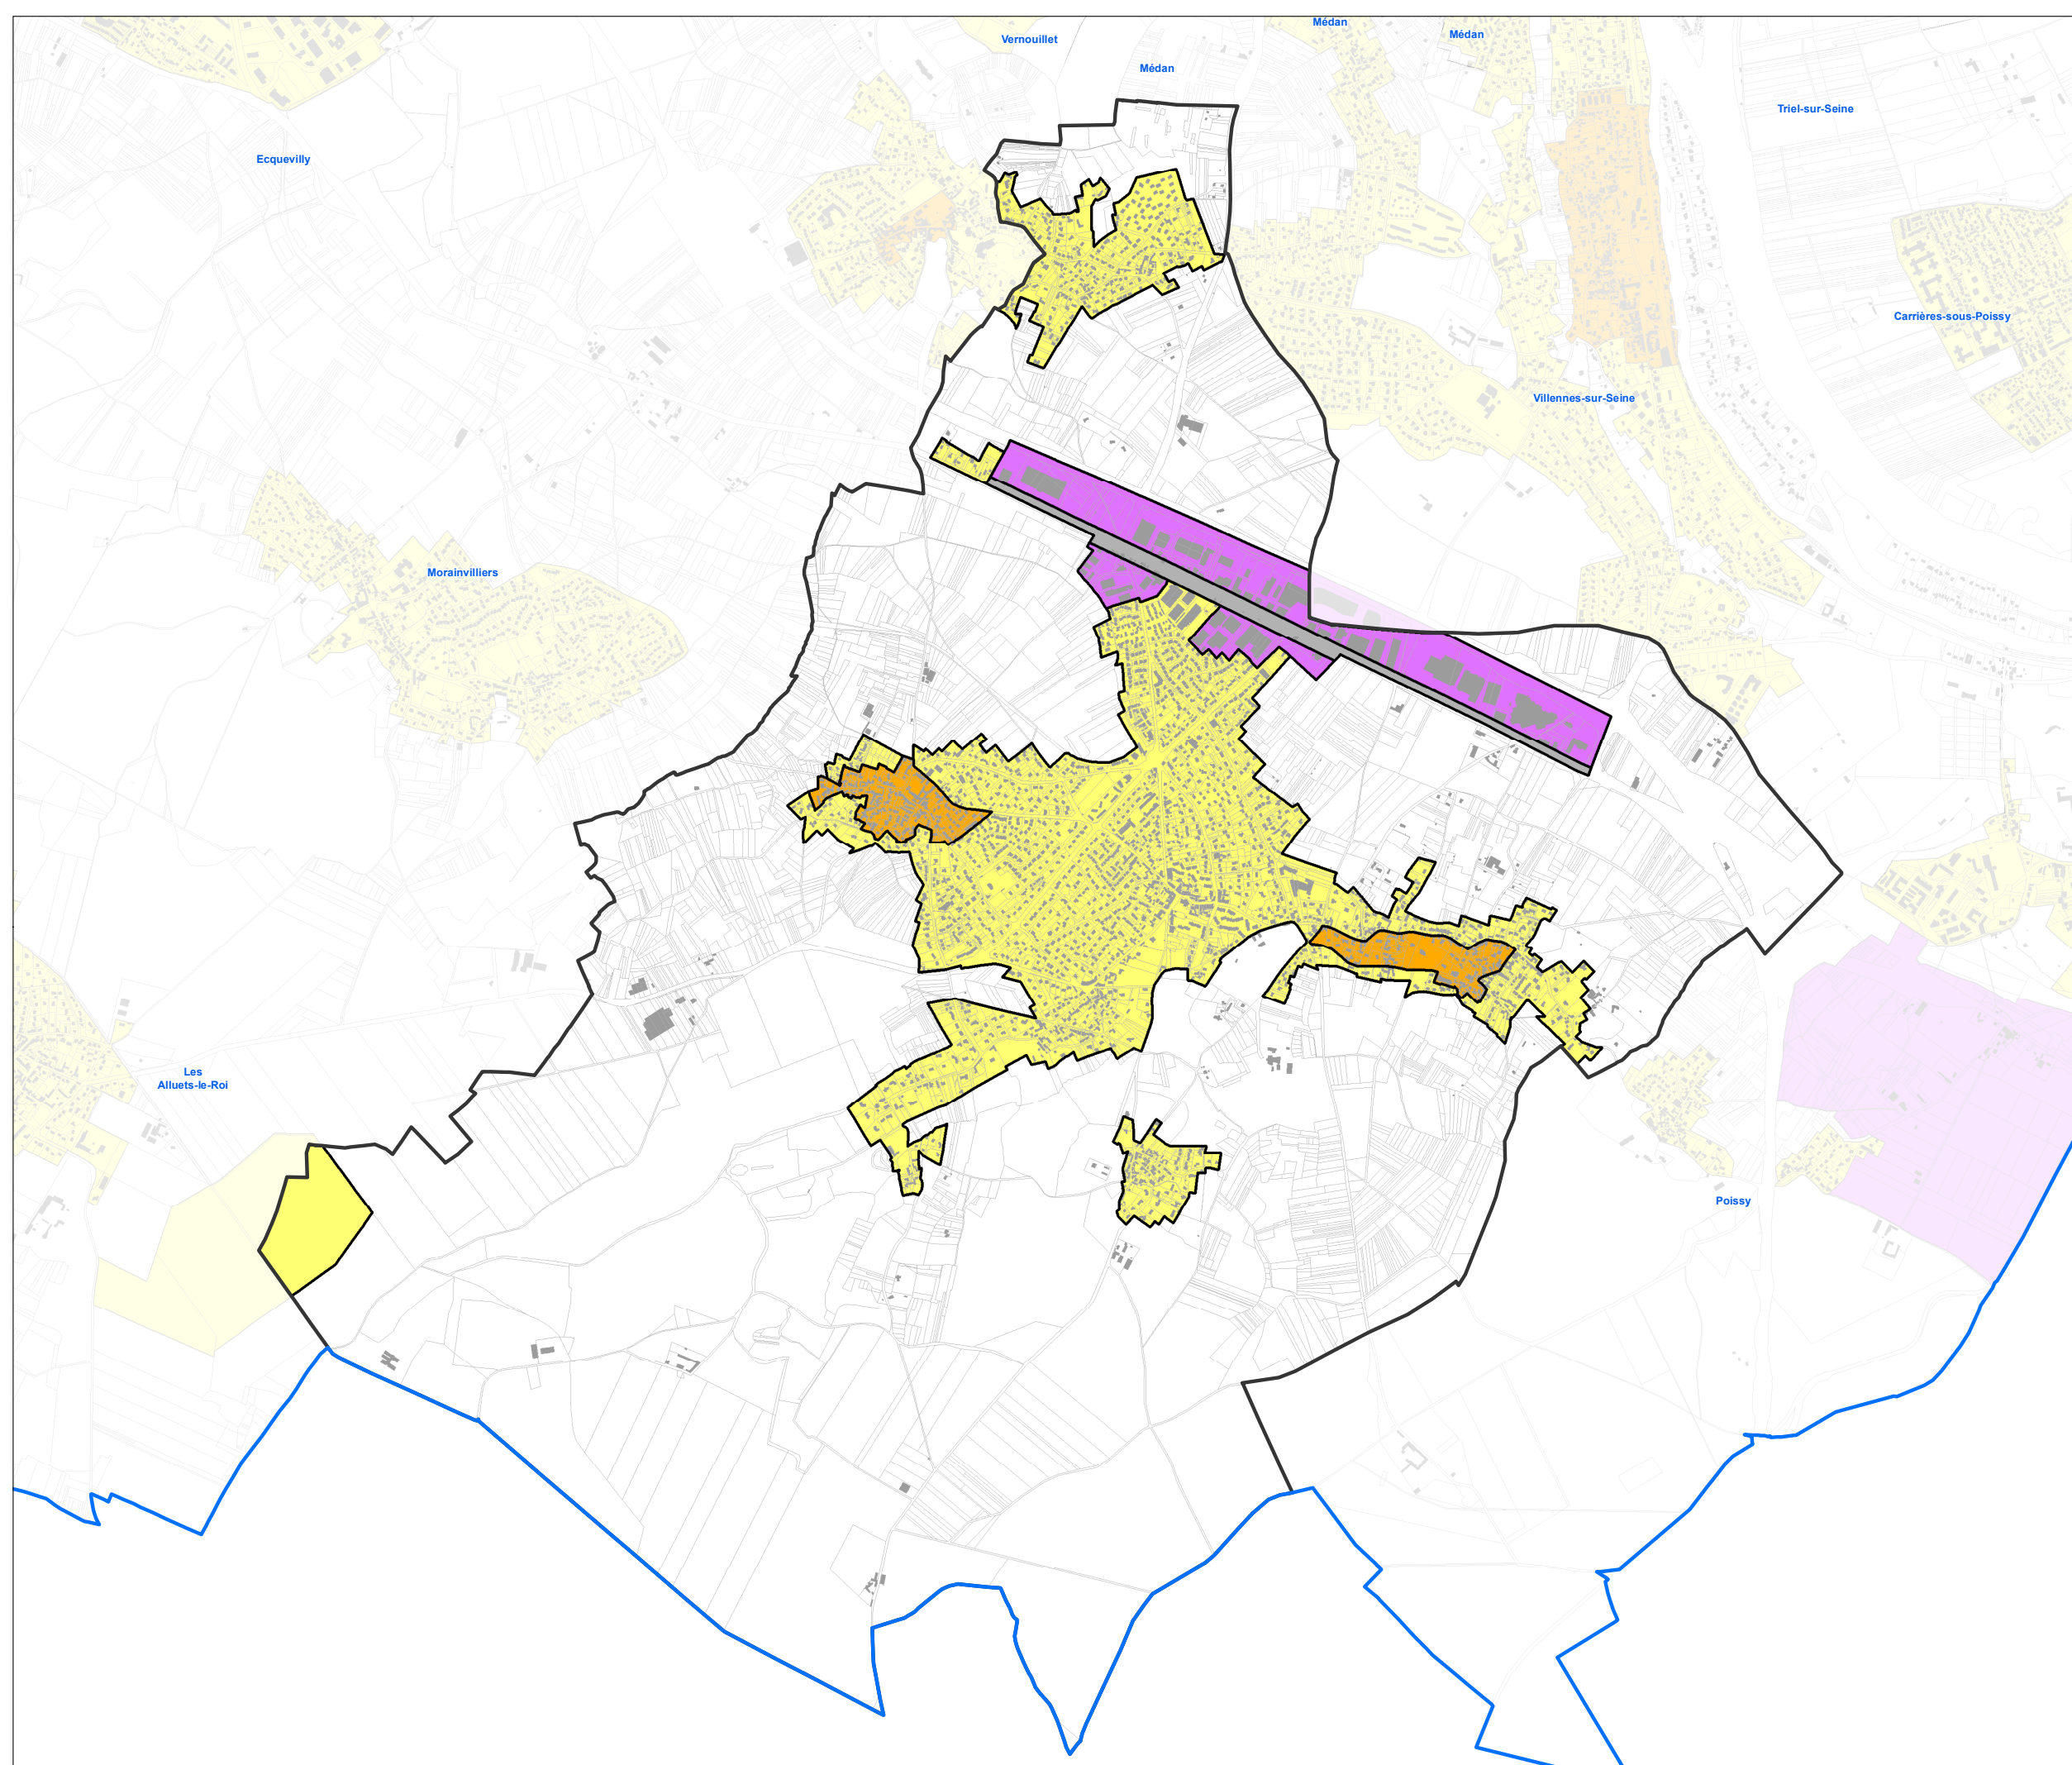 Médan
Médan
Vernouillet
Médan
Triel-sur-Seine
Ecquevilly
Carrières-sous-Poissy
Villennes-sur-Seine
Morainvilliers
Les
Alluets-le-Roi
Poissy